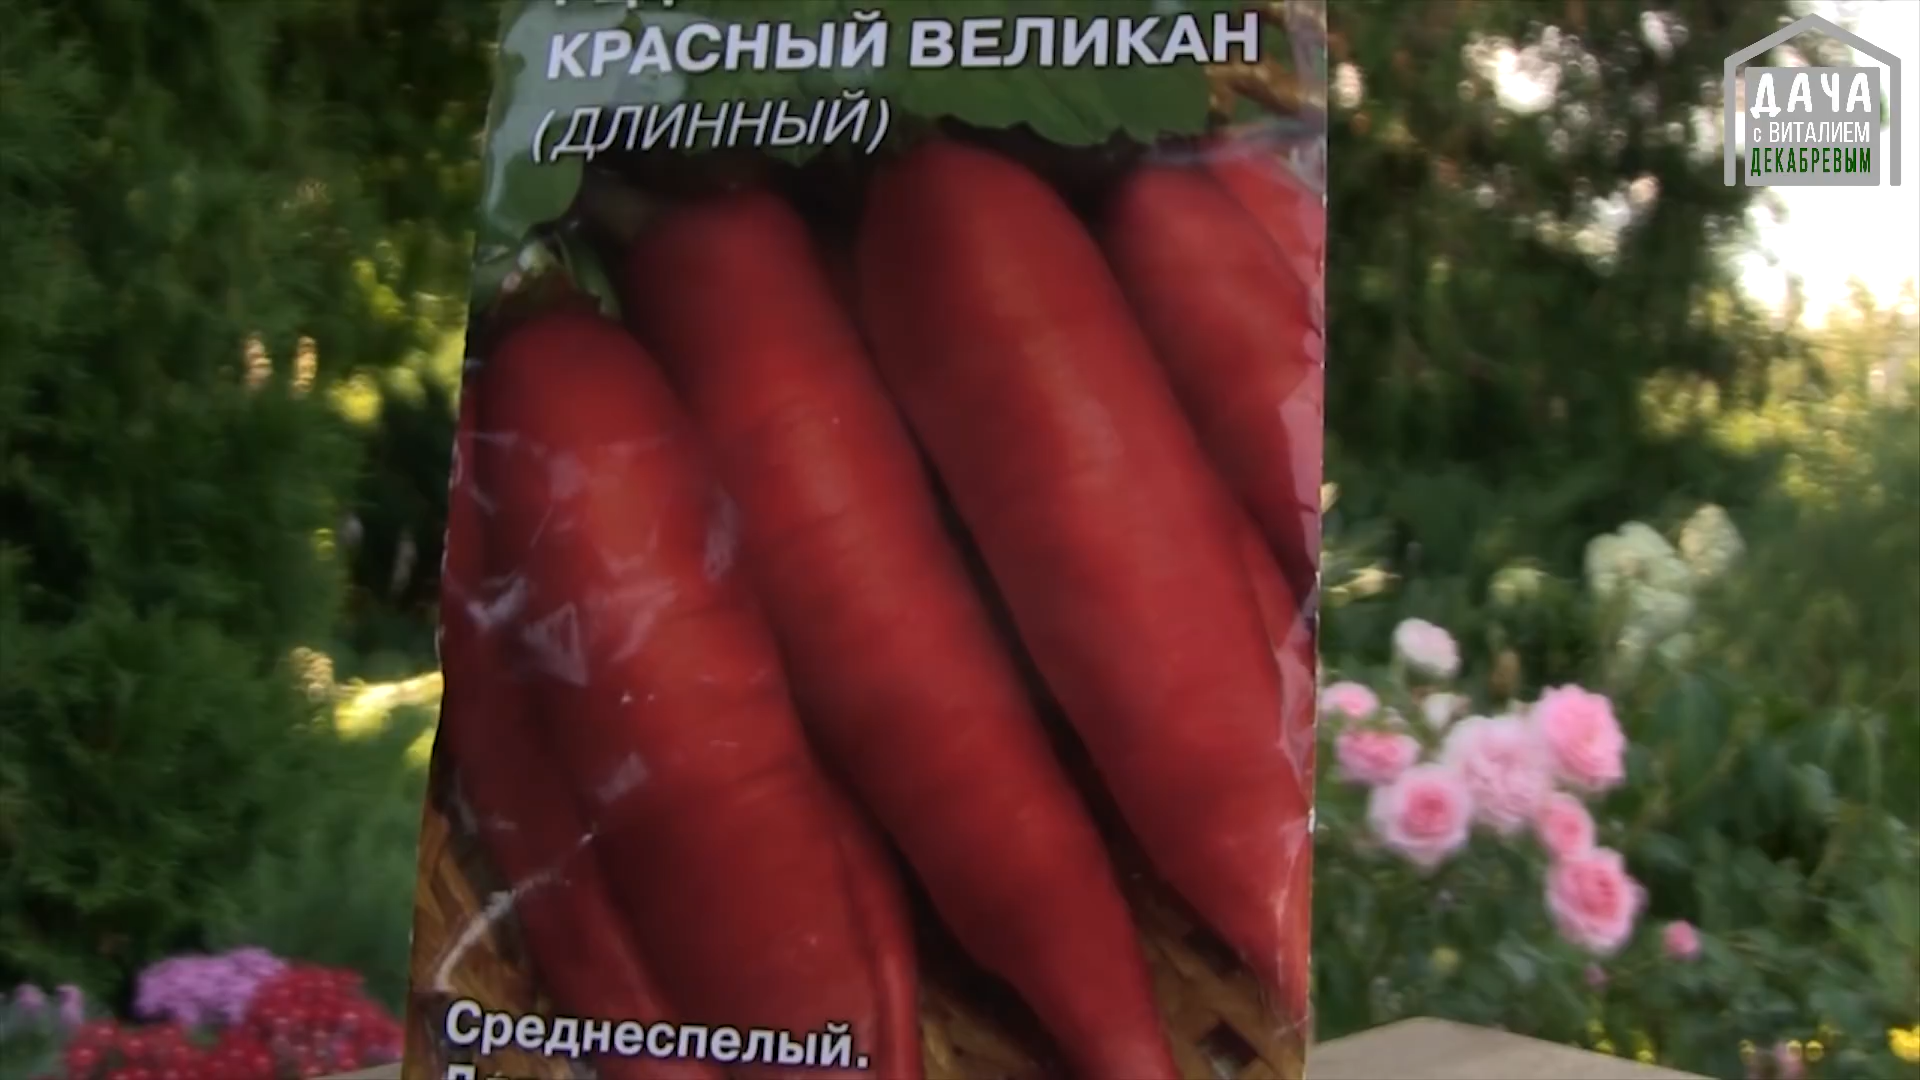 КРАСНЫЙ ВЕЛИКАН
(ДЛИННЫЙ)
Среднеспелый.
ДАЧА
с ВИТАЛИЕМ
ДЕКАБРЕВЫМ